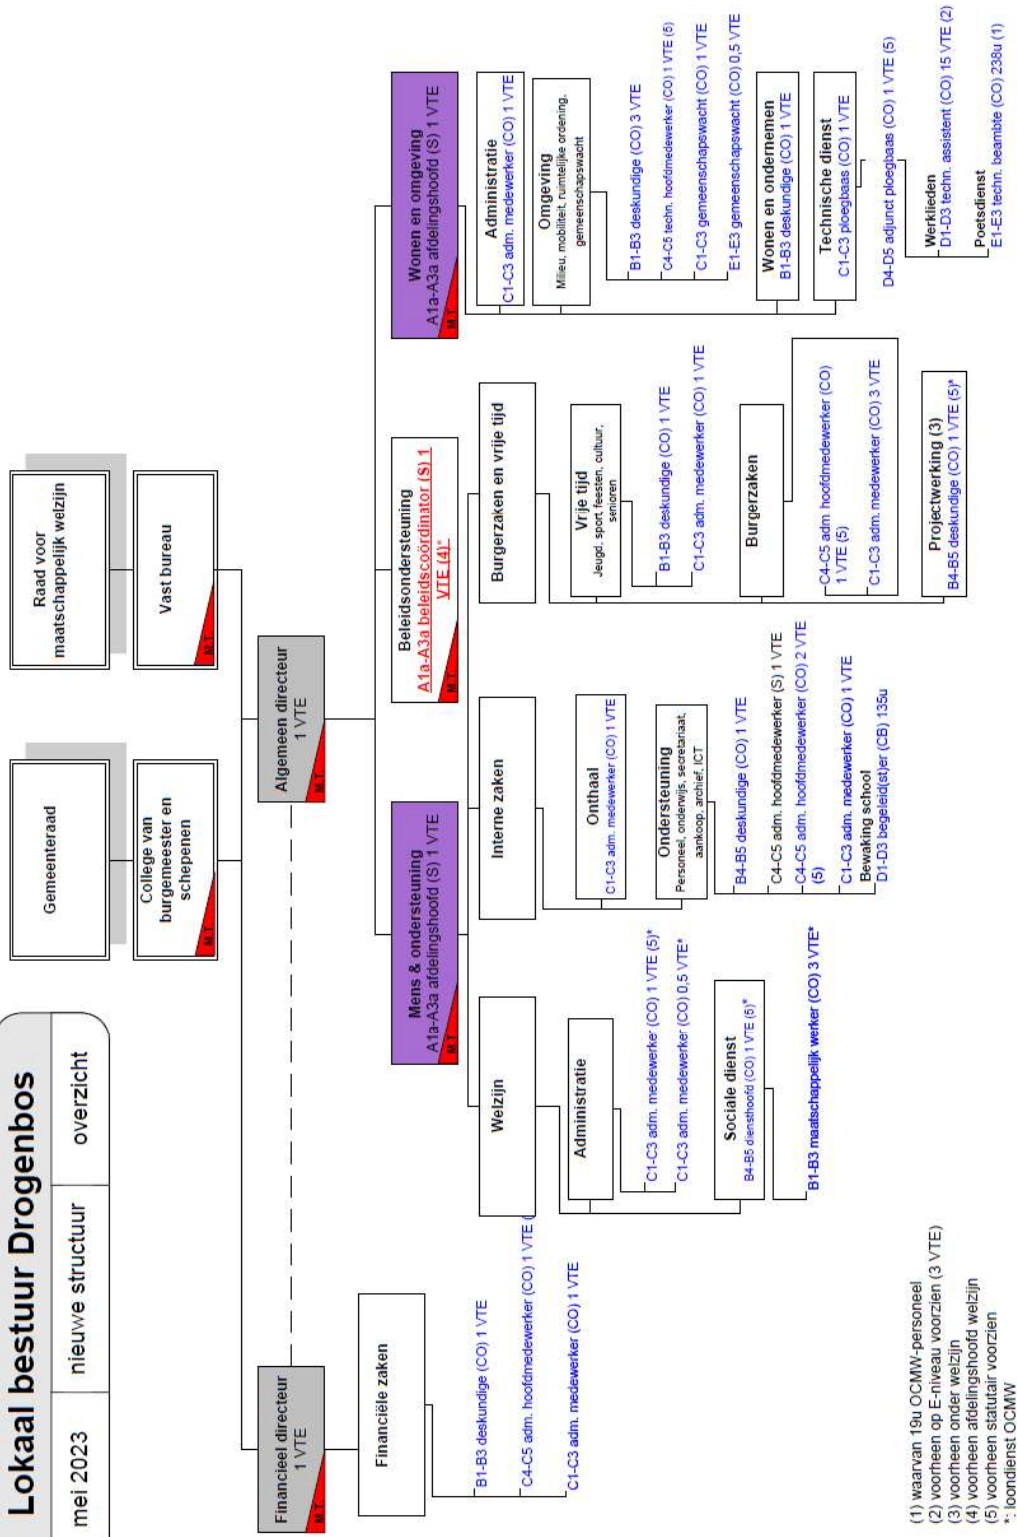 Lokaal bestuur Drogenbos
mei 2023
nieuwe structuur
overzicht
Gemeenteraad
Raad voor
maatschappelijk welzijn
College van
burgemeester en
schepenen
M.T.
Vast bureau
M.T.
Financieel directeur
1 VTE
M.T.
Algemeen directeur
1 VTE
M.T.
Financiële zaken
B1-B3 deskundige (CO) 1 VTE
C4-C5 adm. hoofdmedewerker (CO) 1 VTE (
C1-C3 adm. medewerker (CO) 1 VTE
Mens & ondersteuning
A1a-A3a afdelingshoofd (S) 1 VTE
M.T.
Welzijn
Administratie
C1-C3 adm. medewerker (CO) 1 VTE (5)*
C1-C3 adm. medewerker (CO) 0,5 VTE*
Sociale dienst
B4-B5 diensthoofd (CO) 1 VTE (5)*
B1-B3 maatschappelijk werker (CO) 3 VTE*
Interne zaken
Onthaal
C1-C3 adm. medewerker (CO) 1 VTE
Ondersteuning
Personeel, onderwijs, secretariaat,
aankoop, archief, ICT
B4-B5 deskundige (CO) 1 VTE
C4-C5 adm. hoofdmedewerker (S) 1 VTE
C4-C5 adm. hoofdmedewerker (CO) 2 VTE
(5)
C1-C3 adm. medewerker (CO) 1 VTE
Bewaking school
D1-D3 begeleid(st)er (CB) 135u
Beleidsondersteuning
A1a-A3a beleidscoördinator (S) 1
VTE (4)*
M.T.
Burgerzaken en vrije tijd
Vrije tijd
Jeugd, sport, feesten, cultuur,
senioren
B1-B3 deskundige (CO) 1 VTE
C1-C3 adm. medewerker (CO) 1 VTE
Burgerzaken
C4-C5 adm. hoofdmedewerker (CO)
1 VTE (5)
C1-C3 adm. medewerker (CO) 3 VTE
Projectwerking (3)
B4-B5 deskundige (CO) 1 VTE (5)*
Wonen en omgeving
A1a-A3a afdelingshoofd (S) 1 VTE
M.T.
Administratie
C1-C3 adm. medewerker (CO) 1 VTE
Omgeving
Milieu, mobiliteit, ruimtelijke ordening,
gemeenschapswacht
B1-B3 deskundige (CO) 3 VTE
C4-C5 techn. hoofdmedewerker (CO) 1 VTE (5)
C1-C3 gemeenschapswacht (CO) 1 VTE
E1-E3 gemeenschapswacht (CO) 0,5 VTE
Wonen en ondernemen
B1-B3 deskundige (CO) 1 VTE
Technische dienst
C1-C3 ploegbaas (CO) 1 VTE
D4-D5 adjunct ploegbaas (CO) 1 VTE (5)
Werklieden
D1-D3 techn. assistent (CO) 15 VTE (2)
Poetsdienst
E1-E3 techn. beambte (CO) 238u (1)
(1) waarvan 19u OCMW-personeel
(2) voorheen op E-niveau voorzien (3 VTE)
(3) voorheen onder welzijn
(4) voorheen afdelingshoofd welzijn
(5) voorheen statutair voorzien
*: loondienst OCMW